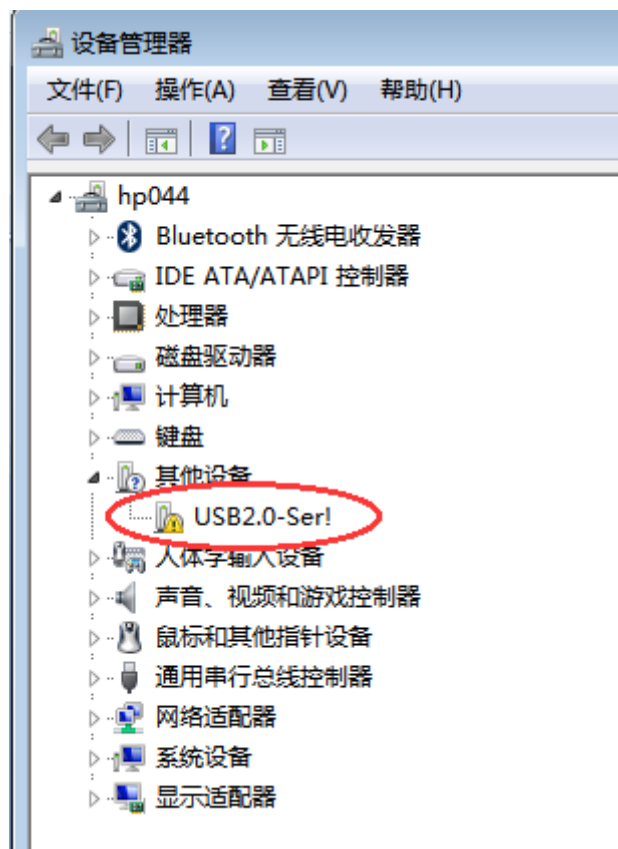 设备管理器
文件(F) 操作(A) 查看(V) 帮助(H)
hp044
Bluetooth 无线电收发器
IDE ATA/ATAPI 控制器
处理器
磁盘驱动器
计算机
键盘
其他设备
USB2.0-Ser!
人体学输入设备
声音、视频和游戏控制器
鼠标和其他指针设备
通用串行总线控制器
网络适配器
系统设备
显示适配器